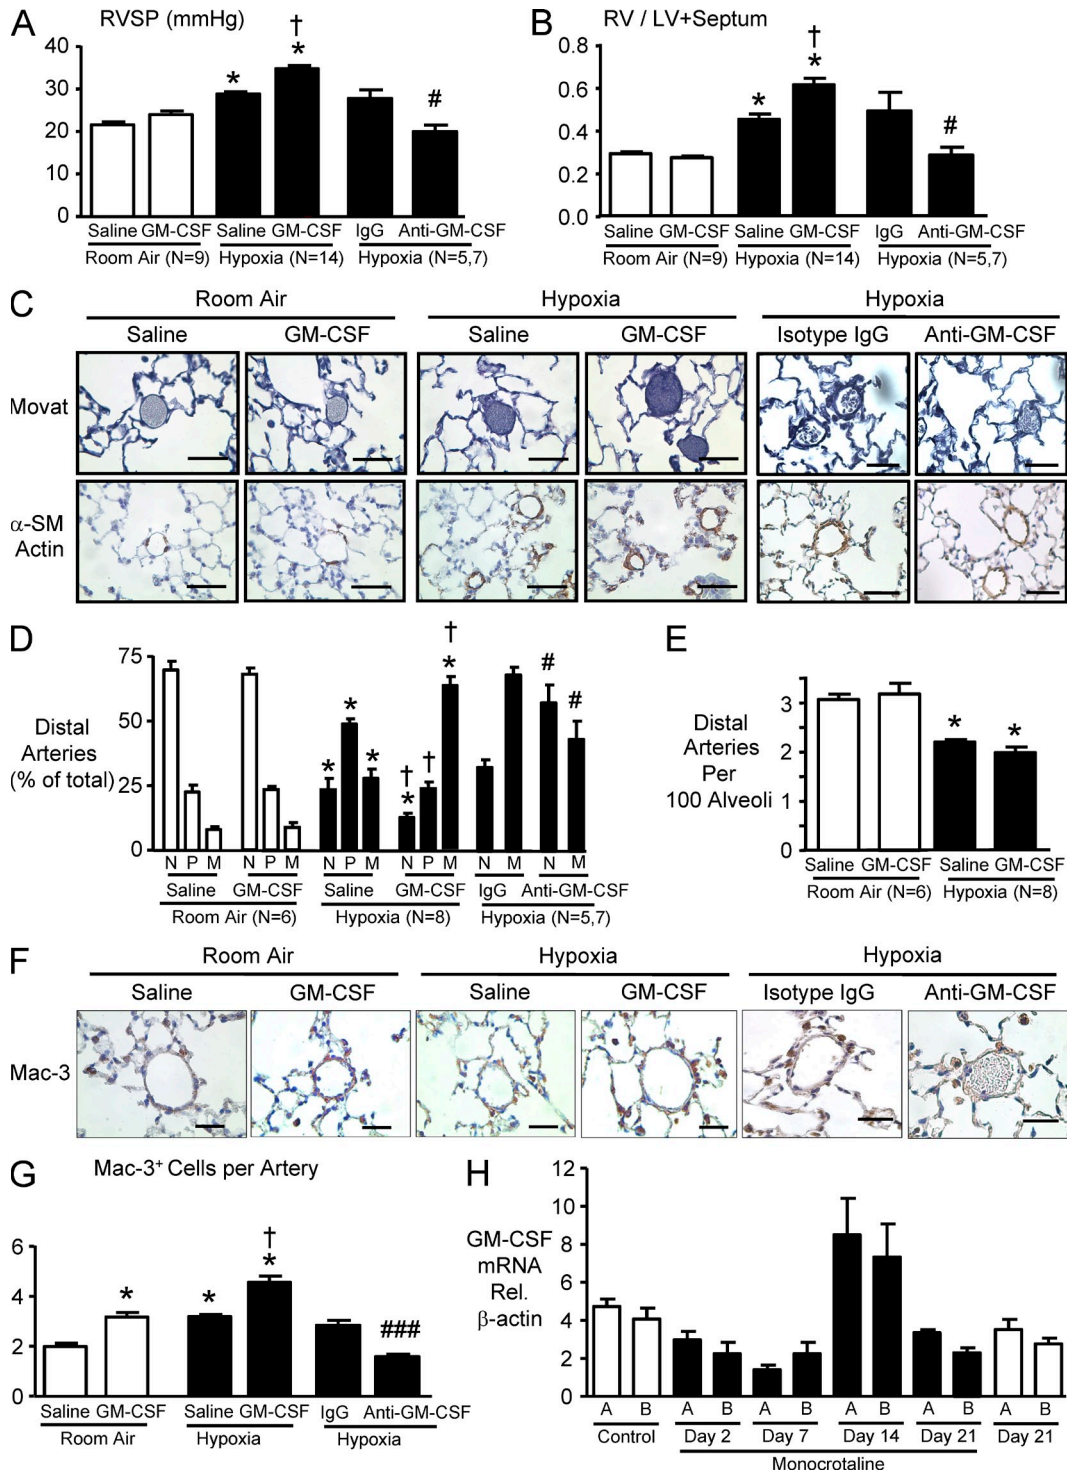 A RVSP (mmHg)
40
30
20
10
0
* * † #
Saline GM-CSF Saline GM-CSF IgG Anti-GM-CSF
Room Air (N=9) Hypoxia (N=14) Hypoxia (N=5,7)
B RV / LV+Septum
0.8
0.6
0.4
0.2
0.0
* * † #
Saline GM-CSF Saline GM-CSF IgG Anti-GM-CSF
Room Air (N=9) Hypoxia (N=14) Hypoxia (N=5,7)
C Room Air Hypoxia Hypoxia
Saline GM-CSF Saline GM-CSF Isotype IgG Anti-GM-CSF
Movat
α-SM
Actin
D
75
50
25
0
Distal
Arteries
(% of total)
* * * † * † † * # #
N P M N P M N P M N P M N M N M
Saline GM-CSF Saline GM-CSF IgG Anti-GM-CSF
Room Air (N=6) Hypoxia (N=8) Hypoxia (N=5,7)
E
3
2
1
0
Distal
Arteries
Per
100 Alveoli
* *
Saline GM-CSF Saline GM-CSF
Room Air (N=6) Hypoxia (N=8)
F Room Air Hypoxia Hypoxia
Saline GM-CSF Saline GM-CSF Isotype IgG Anti-GM-CSF
Mac-3
G Mac-3⁺ Cells per Artery
6
4
2
0
* * † * ###
Saline GM-CSF Saline GM-CSF IgG Anti-GM-CSF
Room Air Hypoxia Hypoxia
H
12
10
8
6
4
2
0
GM-CSF
mRNA
Rel.
β-actin
A B A B A B A B A B A B
Control Day 2 Day 7 Day 14 Day 21 Day 21
Monocrotaline